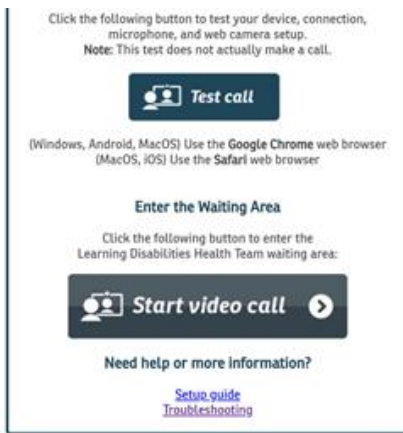 Click the following button to test your device, connection,
microphone, and web camera setup.
Note: This test does not actually make a call.
Test call
(Windows, Android, MacOS) Use the Google Chrome web browser
(MacOS, iOS) Use the Safari web browser
Enter the Waiting Area
Click the following button to enter the
Learning Disabilities Health Team waiting area:
Start video call
Need help or more information?
Setup guide
Troubleshooting